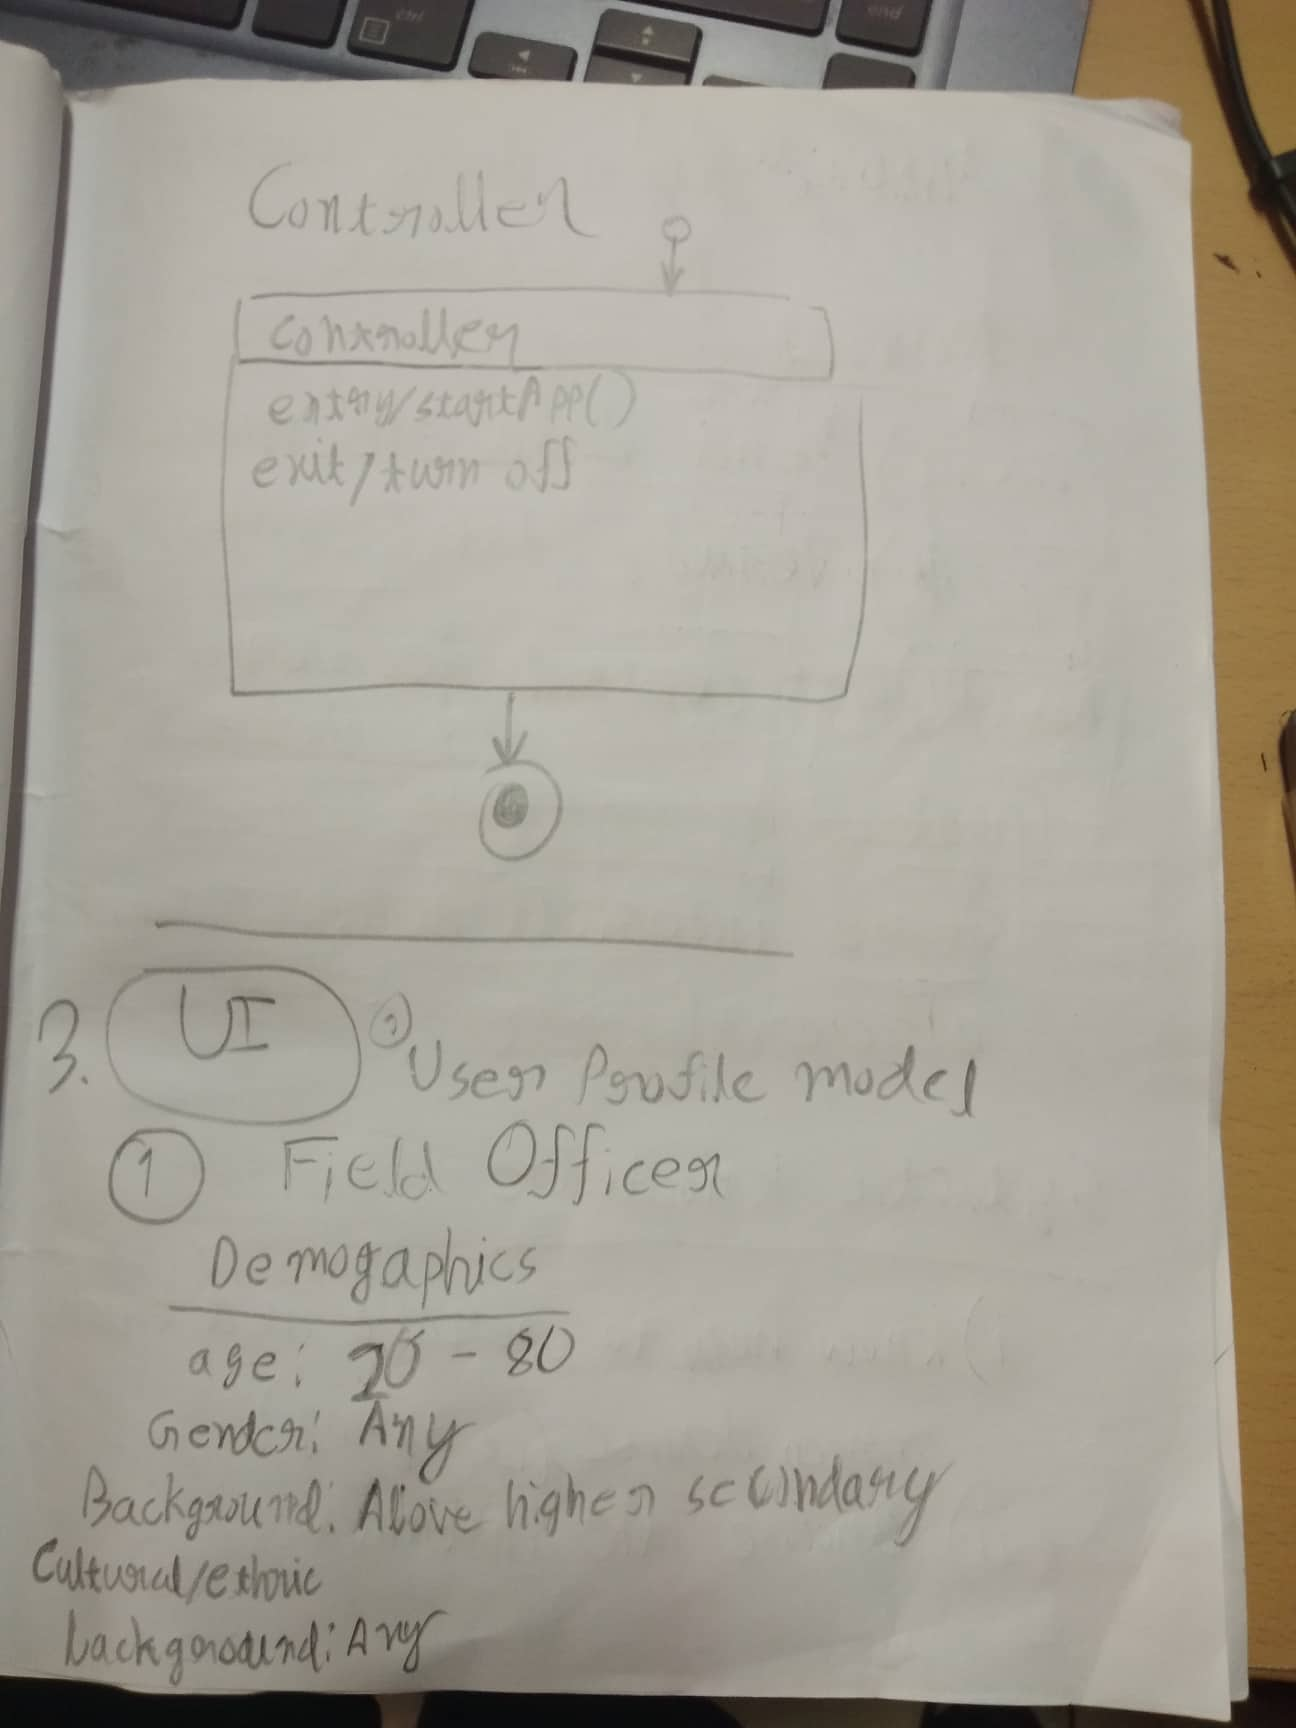 ctrl
end
Controller
Controller
entry/startApp()
exit/turn off
3. UI
User Profile model
1 Field Officer
Demogaphics
age: 20 - 80
Gender: Any
Background: Above higher secondary
Cultural/ethnic
background: Any